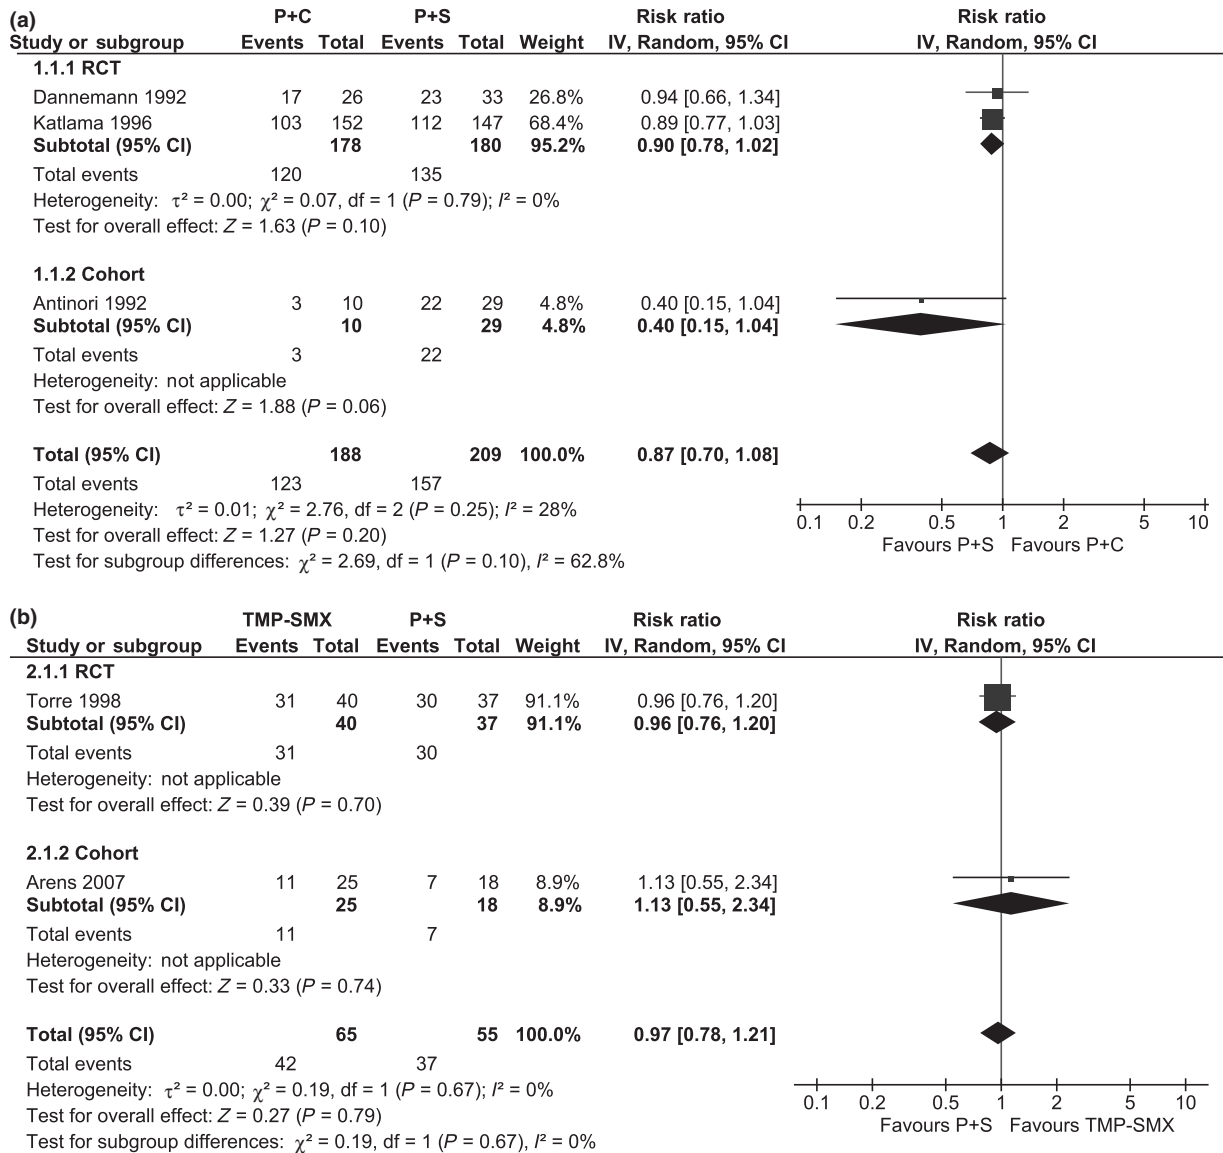 (a) P+C P+S Risk ratio Risk ratio
Study or subgroup Events Total Events Total Weight IV, Random, 95% CI IV, Random, 95% CI
1.1.1 RCT
Dannemann 1992 17 26 23 33 26.8% 0.94 [0.66, 1.34]
Katlama 1996 103 152 112 147 68.4% 0.89 [0.77, 1.03]
Subtotal (95% CI) 178 180 95.2% 0.90 [0.78, 1.02]
Total events 120 135
Heterogeneity: τ² = 0.00; χ² = 0.07, df = 1 (P = 0.79); I² = 0%
Test for overall effect: Z = 1.63 (P = 0.10)
1.1.2 Cohort
Antinori 1992 3 10 22 29 4.8% 0.40 [0.15, 1.04]
Subtotal (95% CI) 10 29 4.8% 0.40 [0.15, 1.04]
Total events 3 22
Heterogeneity: not applicable
Test for overall effect: Z = 1.88 (P = 0.06)
Total (95% CI) 188 209 100.0% 0.87 [0.70, 1.08]
Total events 123 157
Heterogeneity: τ² = 0.01; χ² = 2.76, df = 2 (P = 0.25); I² = 28%
Test for overall effect: Z = 1.27 (P = 0.20)
Test for subgroup differences: χ² = 2.69, df = 1 (P = 0.10), I² = 62.8%
0.1 0.2 0.5 1 2 5 10
Favours P+S Favours P+C
(b) TMP-SMX P+S Risk ratio Risk ratio
Study or subgroup Events Total Events Total Weight IV, Random, 95% CI IV, Random, 95% CI
2.1.1 RCT
Torre 1998 31 40 30 37 91.1% 0.96 [0.76, 1.20]
Subtotal (95% CI) 40 37 91.1% 0.96 [0.76, 1.20]
Total events 31 30
Heterogeneity: not applicable
Test for overall effect: Z = 0.39 (P = 0.70)
2.1.2 Cohort
Arens 2007 11 25 7 18 8.9% 1.13 [0.55, 2.34]
Subtotal (95% CI) 25 18 8.9% 1.13 [0.55, 2.34]
Total events 11 7
Heterogeneity: not applicable
Test for overall effect: Z = 0.33 (P = 0.74)
Total (95% CI) 65 55 100.0% 0.97 [0.78, 1.21]
Total events 42 37
Heterogeneity: τ² = 0.00; χ² = 0.19, df = 1 (P = 0.67); I² = 0%
Test for overall effect: Z = 0.27 (P = 0.79)
Test for subgroup differences: χ² = 0.19, df = 1 (P = 0.67), I² = 0%
0.1 0.2 0.5 1 2 5 10
Favours P+S Favours TMP-SMX